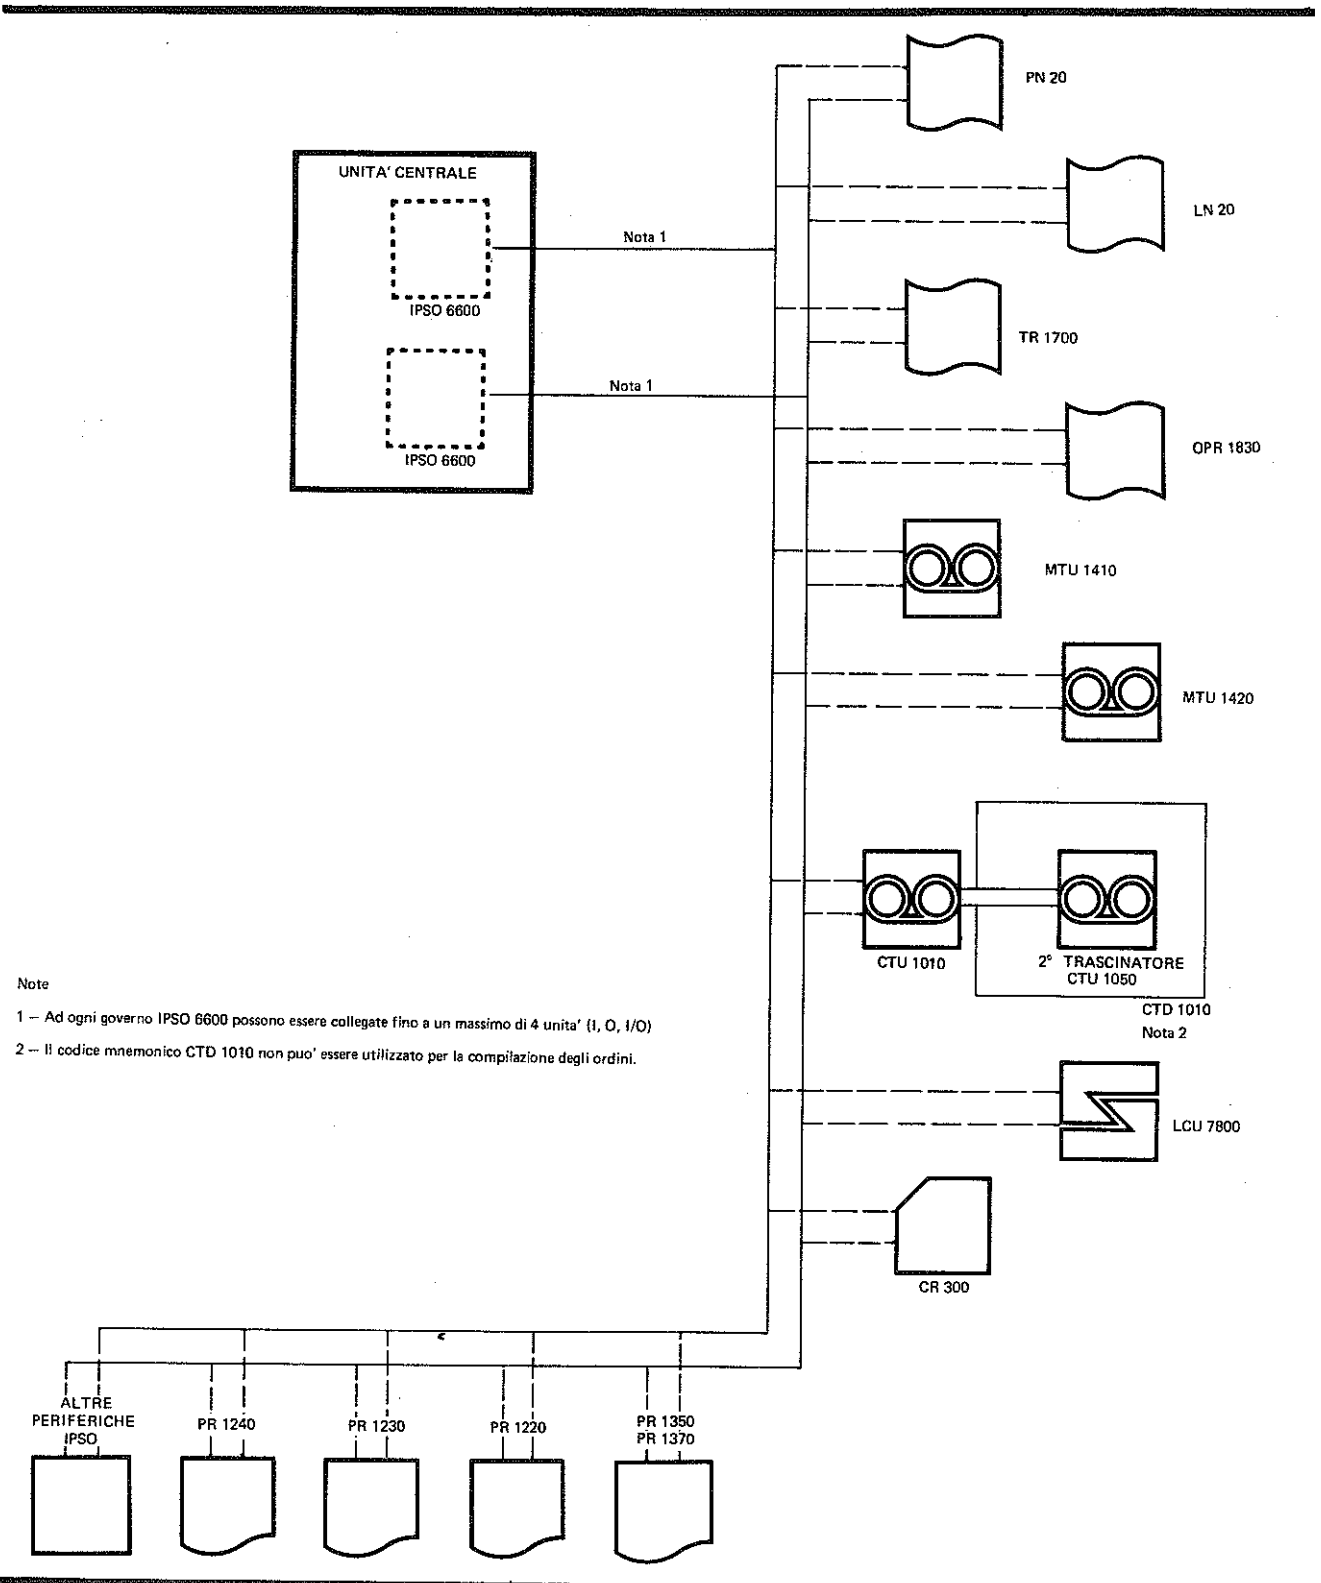 PN 20
UNITA' CENTRALE
LN 20
Nota 1
IPSO 6600
TR 1700
Nota 1
OPR 1830
IPSO 6600
MTU 1410
MTU 1420
CTU 1010
2° TRASCINATORE
CTU 1050
CTD 1010
Nota 2
Note
1 — Ad ogni governo IPSO 6600 possono essere collegate fino a un massimo di 4 unita' (I, O, I/O)
2 — Il codice mnemonico CTD 1010 non puo' essere utilizzato per la compilazione degli ordini.
LCU 7800
CR 300
ALTRE
PERIFERICHE
IPSO
PR 1240
PR 1230
PR 1220
PR 1350
PR 1370